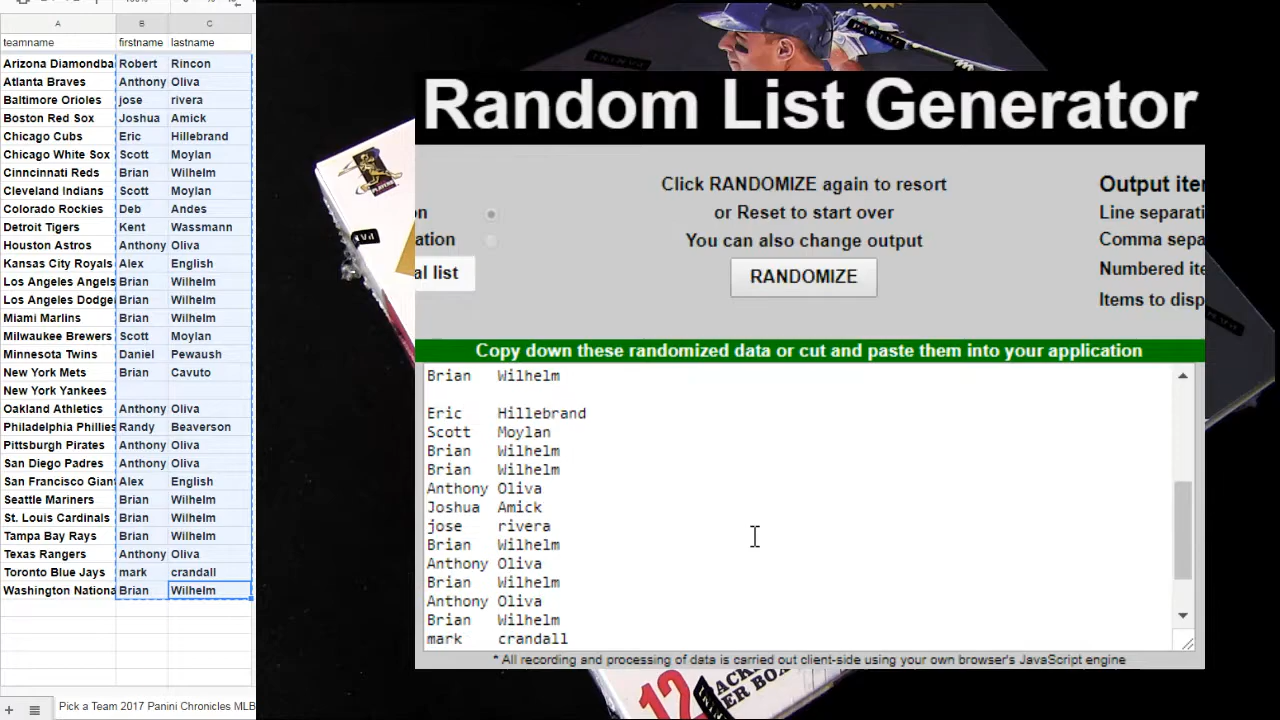 A B C
teamname firstname lastname
Arizona Diamondba Robert Rincon
Atlanta Braves Anthony Oliva
Baltimore Orioles jose rivera
Boston Red Sox Joshua Amick
Chicago Cubs Eric Hillebrand
Chicago White Sox Scott Moylan
Cinncinnati Reds Brian Wilhelm
Cleveland Indians Scott Moylan
Colorado Rockies Deb Andes
Detroit Tigers Kent Wassmann
Houston Astros Anthony Oliva
Kansas City Royals Alex English
Los Angeles Angels Brian Wilhelm
Los Angeles Dodge Brian Wilhelm
Miami Marlins Brian Wilhelm
Milwaukee Brewers Scott Moylan
Minnesota Twins Daniel Pewaush
New York Mets Brian Cavuto
New York Yankees
Oakland Athletics Anthony Oliva
Philadelphia Phillies Randy Beaverson
Pittsburgh Pirates Anthony Oliva
San Diego Padres Anthony Oliva
San Francisco Gian Alex English
Seattle Mariners Brian Wilhelm
St. Louis Cardinals Brian Wilhelm
Tampa Bay Rays Brian Wilhelm
Texas Rangers Anthony Oliva
Toronto Blue Jays mark crandall
Washington Nationa Brian Wilhelm
Pick a Team 2017 Panini Chronicles MLB
PANINI
Random List Generator
Click RANDOMIZE again to resort
or Reset to start over
You can also change output
RANDOMIZE
on
ation
al list
Output ite
Line separati
Comma sepa
Numbered ite
Items to disp
Copy down these randomized data or cut and paste them into your application
Brian Wilhelm
Eric Hillebrand
Scott Moylan
Brian Wilhelm
Brian Wilhelm
Anthony Oliva
Joshua Amick
jose rivera
Brian Wilhelm
Anthony Oliva
Brian Wilhelm
Anthony Oliva
Brian Wilhelm
mark crandall
* All recording and processing of data is carried out client-side using your own browser's JavaScript engine
12